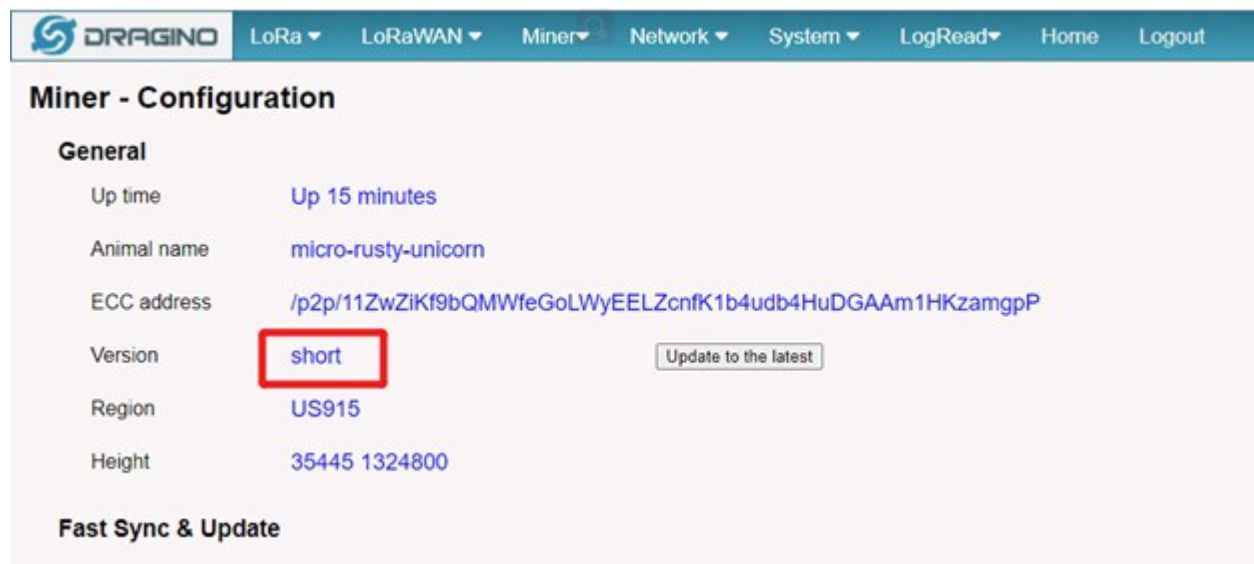 DRAGINO LoRa LoRaWAN Miner Network System LogRead Home Logout
Miner - Configuration
General
Up time Up 15 minutes
Animal name micro-rusty-unicorn
ECC address /p2p/11ZwZiKf9bQMWfeGoLWyEELZcnfK1b4udb4HuDGAAm1HKzamgpP
Version short Update to the latest
Region US915
Height 35445 1324800
Fast Sync & Update